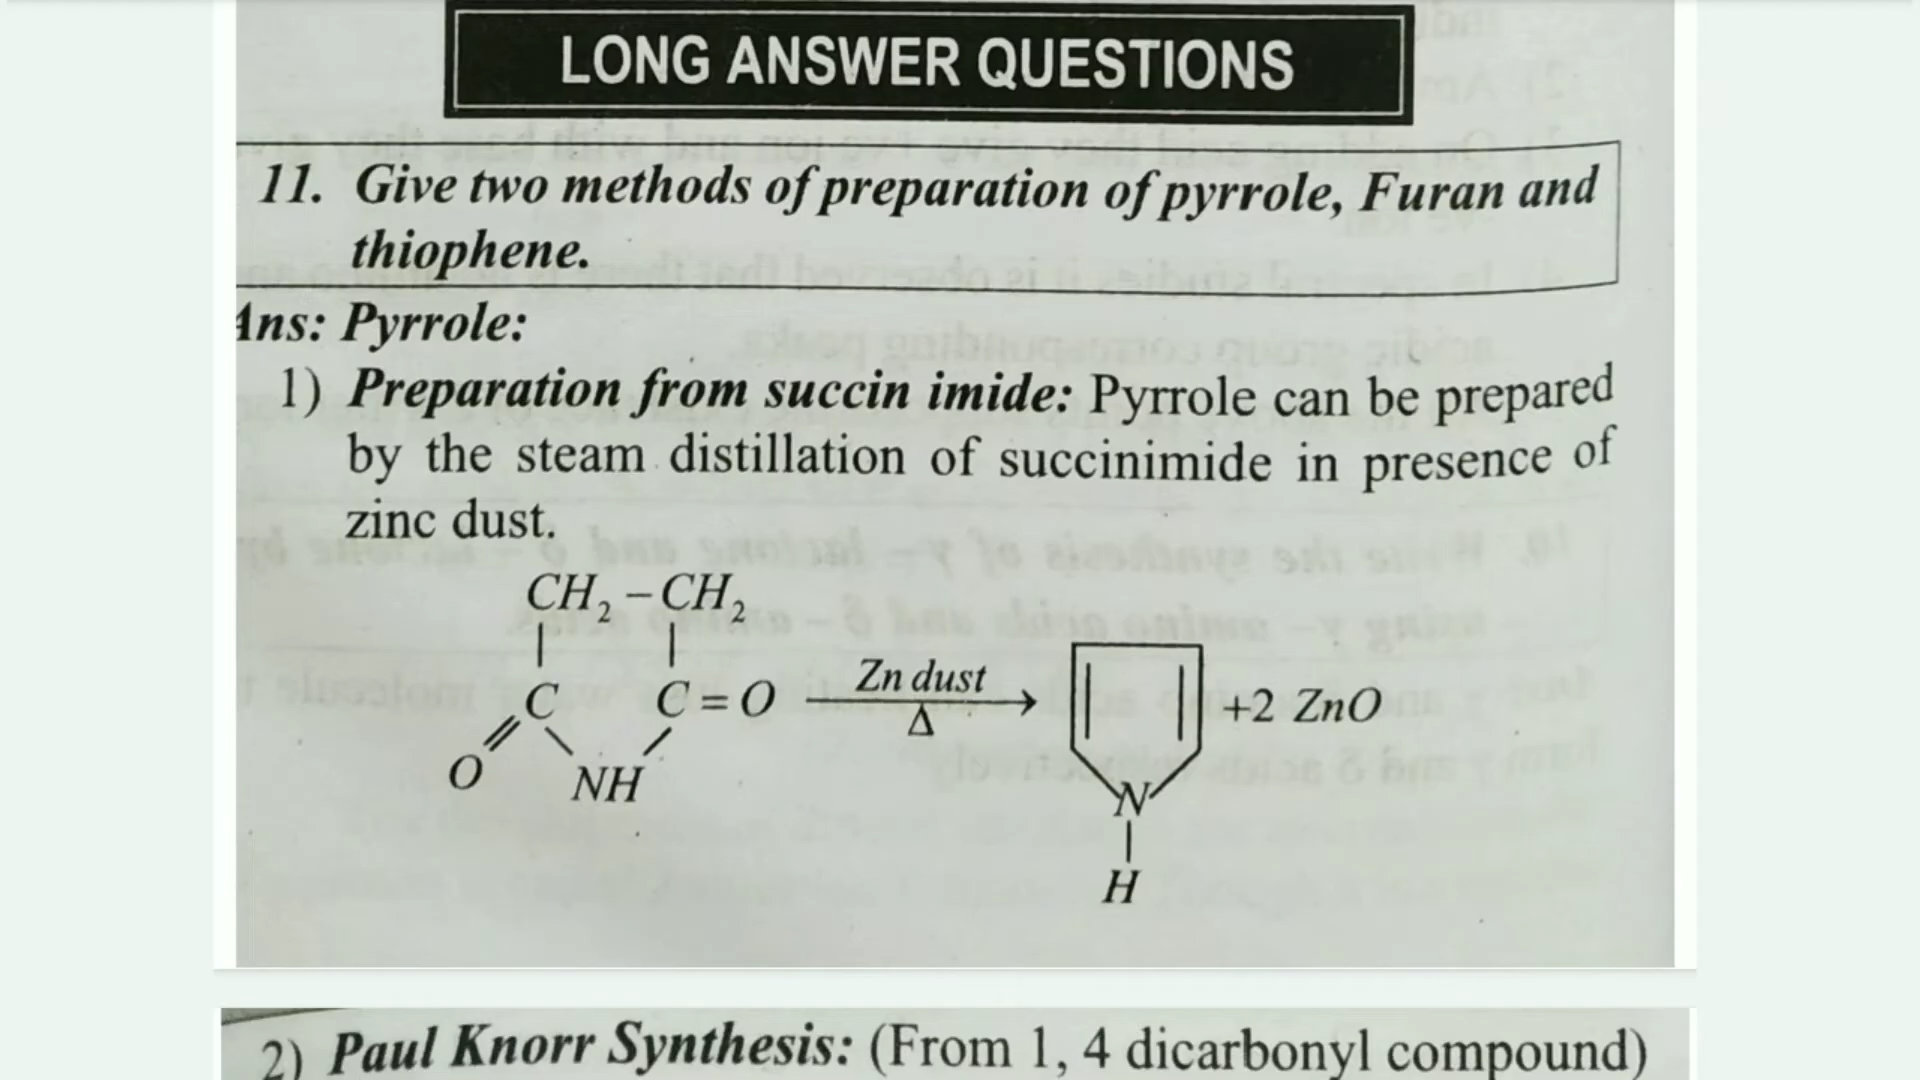 LONG ANSWER QUESTIONS
11. Give two methods of preparation of pyrrole, Furan and
thiophene.
Ans: Pyrrole:
1) Preparation from succin imide: Pyrrole can be prepared
by the steam distillation of succinimide in presence of
zinc dust.
CH₂ – CH₂
C C = O Zn dust +2 ZnO
Δ
O NH N
H
2) Paul Knorr Synthesis: (From 1, 4 dicarbonyl compound)